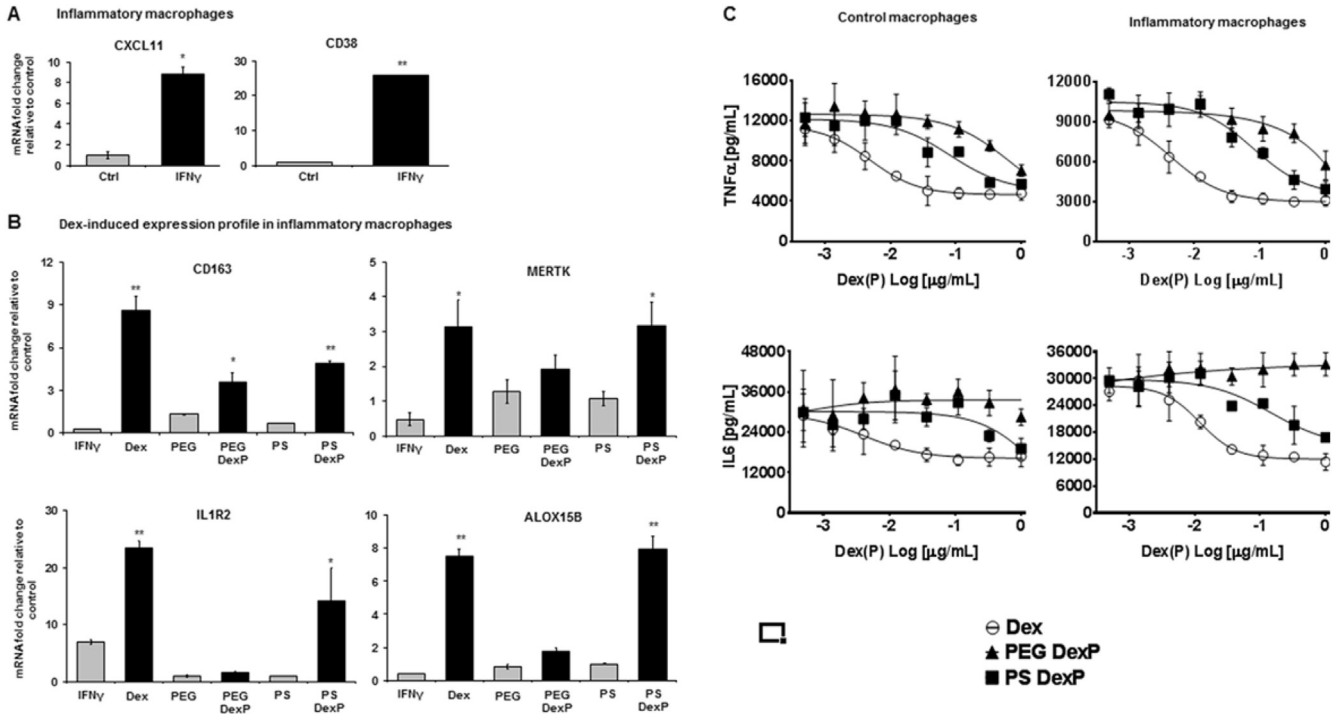 A Inflammatory macrophages
CXCL11
CD38
mRNA fold change
relative to control
10
8
6
4
2
0
30
20
10
0
*
**
Ctrl IFNγ
Ctrl IFNγ
B Dex-induced expression profile in inflammatory macrophages
CD163
mRNA fold change relative to
control
12
9
6
3
0
**
*
**
IFNγ Dex PEG PEG DexP PS PS DexP
MERTK
5
4
3
2
1
0
*
*
IFNγ Dex PEG PEG DexP PS PS DexP
IL1R2
mRNA fold change relative to
control
30
20
10
0
**
*
IFNγ Dex PEG PEG DexP PS PS DexP
ALOX15B
10
8
6
4
2
0
**
**
IFNγ Dex PEG PEG DexP PS PS DexP
C Control macrophages Inflammatory macrophages
TNFα [pg/mL]
16000
12000
8000
4000
0
-3 -2 -1 0
Dex(P) Log [µg/mL]
12000
9000
6000
3000
0
-3 -2 -1 0
Dex(P) Log [µg/mL]
IL6 [pg/mL]
48000
36000
24000
12000
0
-3 -2 -1 0
Dex(P) Log [µg/mL]
36000
30000
24000
18000
12000
6000
0
-3 -2 -1 0
Dex(P) Log [µg/mL]
Dex
PEG DexP
PS DexP